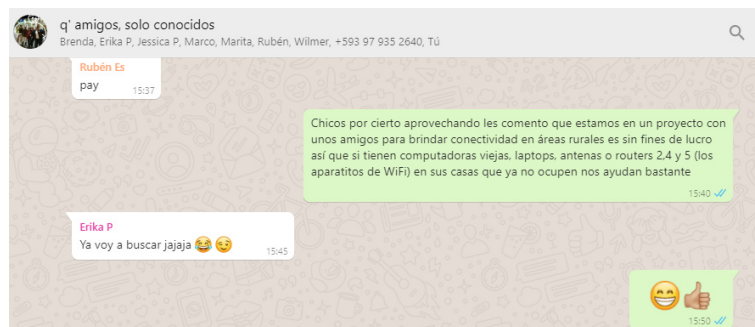 q' amigos, solo conocidos
Brenda, Erika P, Jessica P, Marco, Marita, Rubén, Wilmer, +593 97 935 2640, Tú
Rubén Es
pay
15:37
Chicos por cierto aprovechando les comento que estamos en un proyecto con
unos amigos para brindar conectividad en áreas rurales es sin fines de lucro
así que si tienen computadoras viejas, laptops, antenas o routers 2,4 y 5 (los
aparatitos de WiFi) en sus casas que ya no ocupen nos ayudan bastante
15:40
Erika P
Ya voy a buscar jajaja 😂😉
15:45
😁👍🏼
15:50